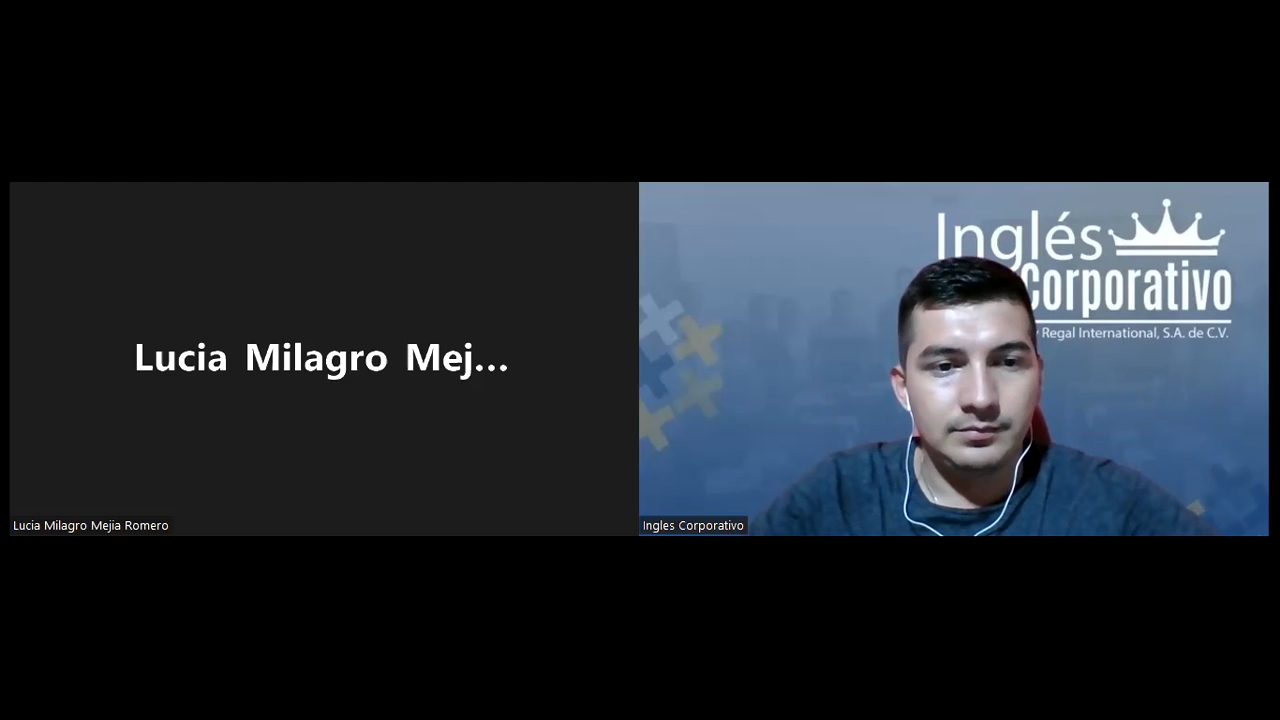 Lucia Milagro Mej...
Lucia Milagro Mejia Romero
Inglés
Corporativo
Regal International, S.A. de C.V.
Ingles Corporativo